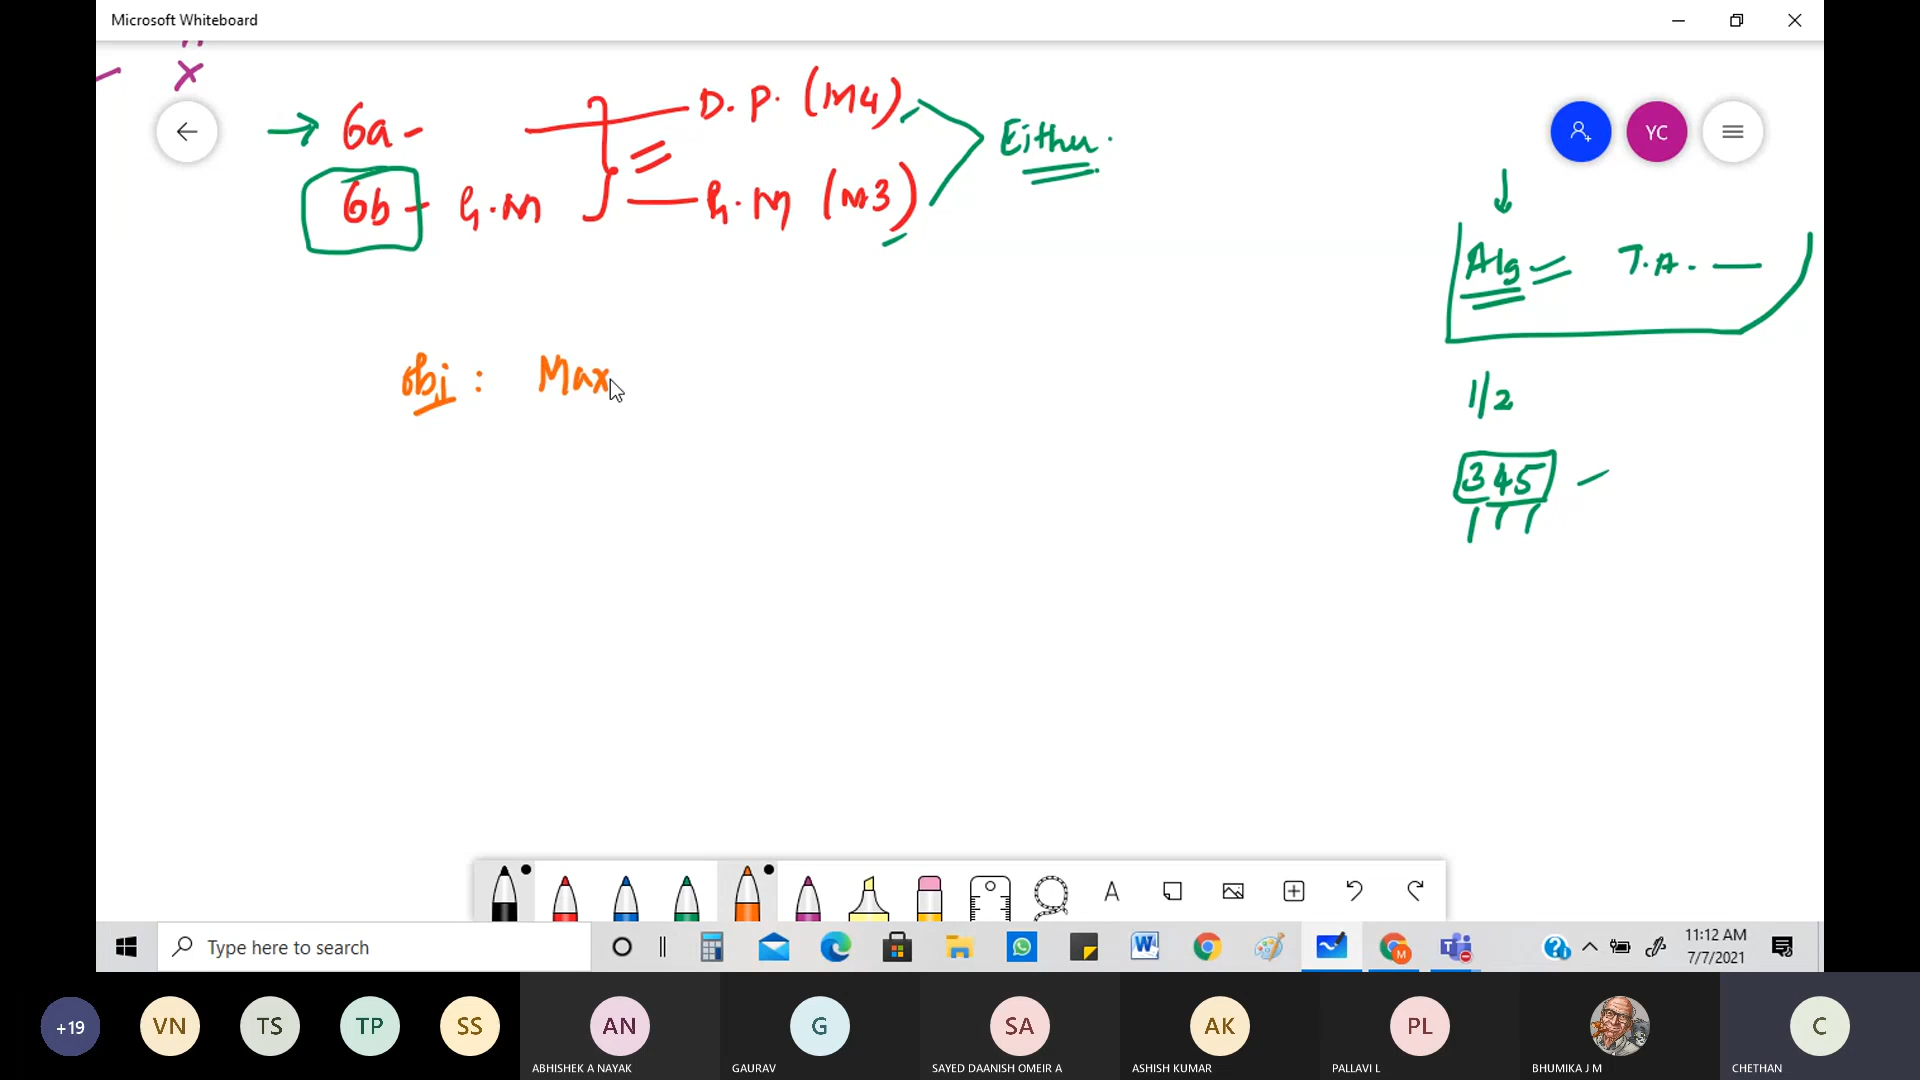 Microsoft Whiteboard
x
→ 6a - D. P. (M4)
6b - G.M G.M (M3)
Either.
YC
Alg = T.A. —
1/2
345
obj : Max
A
Type here to search
11:12 AM
7/7/2021
+19
VN
TS
TP
SS
AN
ABHISHEK A NAYAK
G
GAURAV
SA
SAYED DAANISH OMEIR A
AK
ASHISH KUMAR
PL
PALLAVI L
BHUMIKA J M
C
CHETHAN